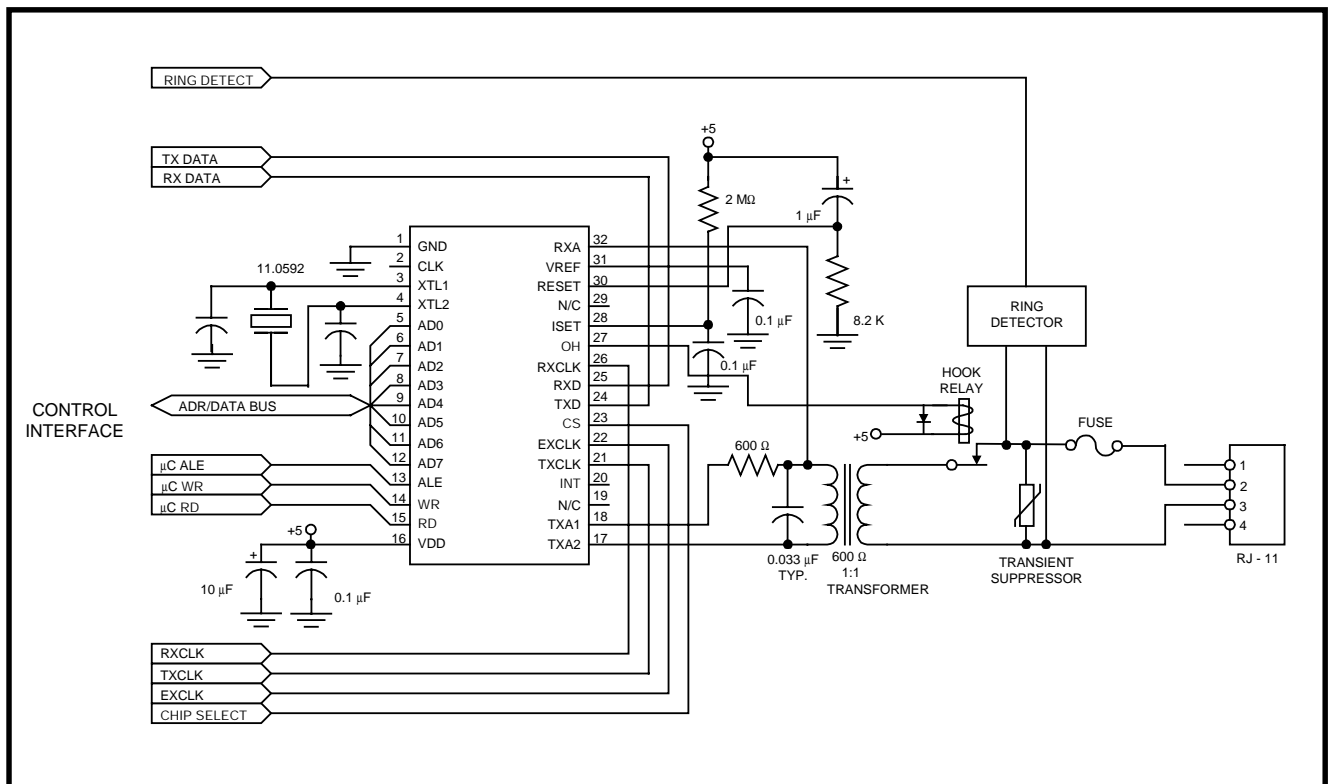 RING DETECT
TX DATA
RX DATA
+5
2 MΩ
+
1 µF
8.2 K
0.1 µF
0.1 µF
11.0592
1 GND
2 CLK
3 XTL1
4 XTL2
5 AD0
6 AD1
7 AD2
8 AD3
9 AD4
10 AD5
11 AD6
12 AD7
13 ALE
14 WR
15 RD
16 VDD
RXA 32
VREF 31
RESET 30
N/C 29
ISET 28
OH 27
RXCLK 26
RXD 25
TXD 24
CS 23
EXCLK 22
TXCLK 21
INT 20
N/C 19
TXA1 18
TXA2 17
CONTROL
INTERFACE
ADR/DATA BUS
µC ALE
µC WR
µC RD
+5
+
10 µF
0.1 µF
RXCLK
TXCLK
EXCLK
CHIP SELECT
RING
DETECTOR
HOOK
RELAY
+5
600 Ω
0.033 µF
TYP.
600 Ω
1:1
TRANSFORMER
FUSE
TRANSIENT
SUPPRESSOR
1
2
3
4
RJ - 11